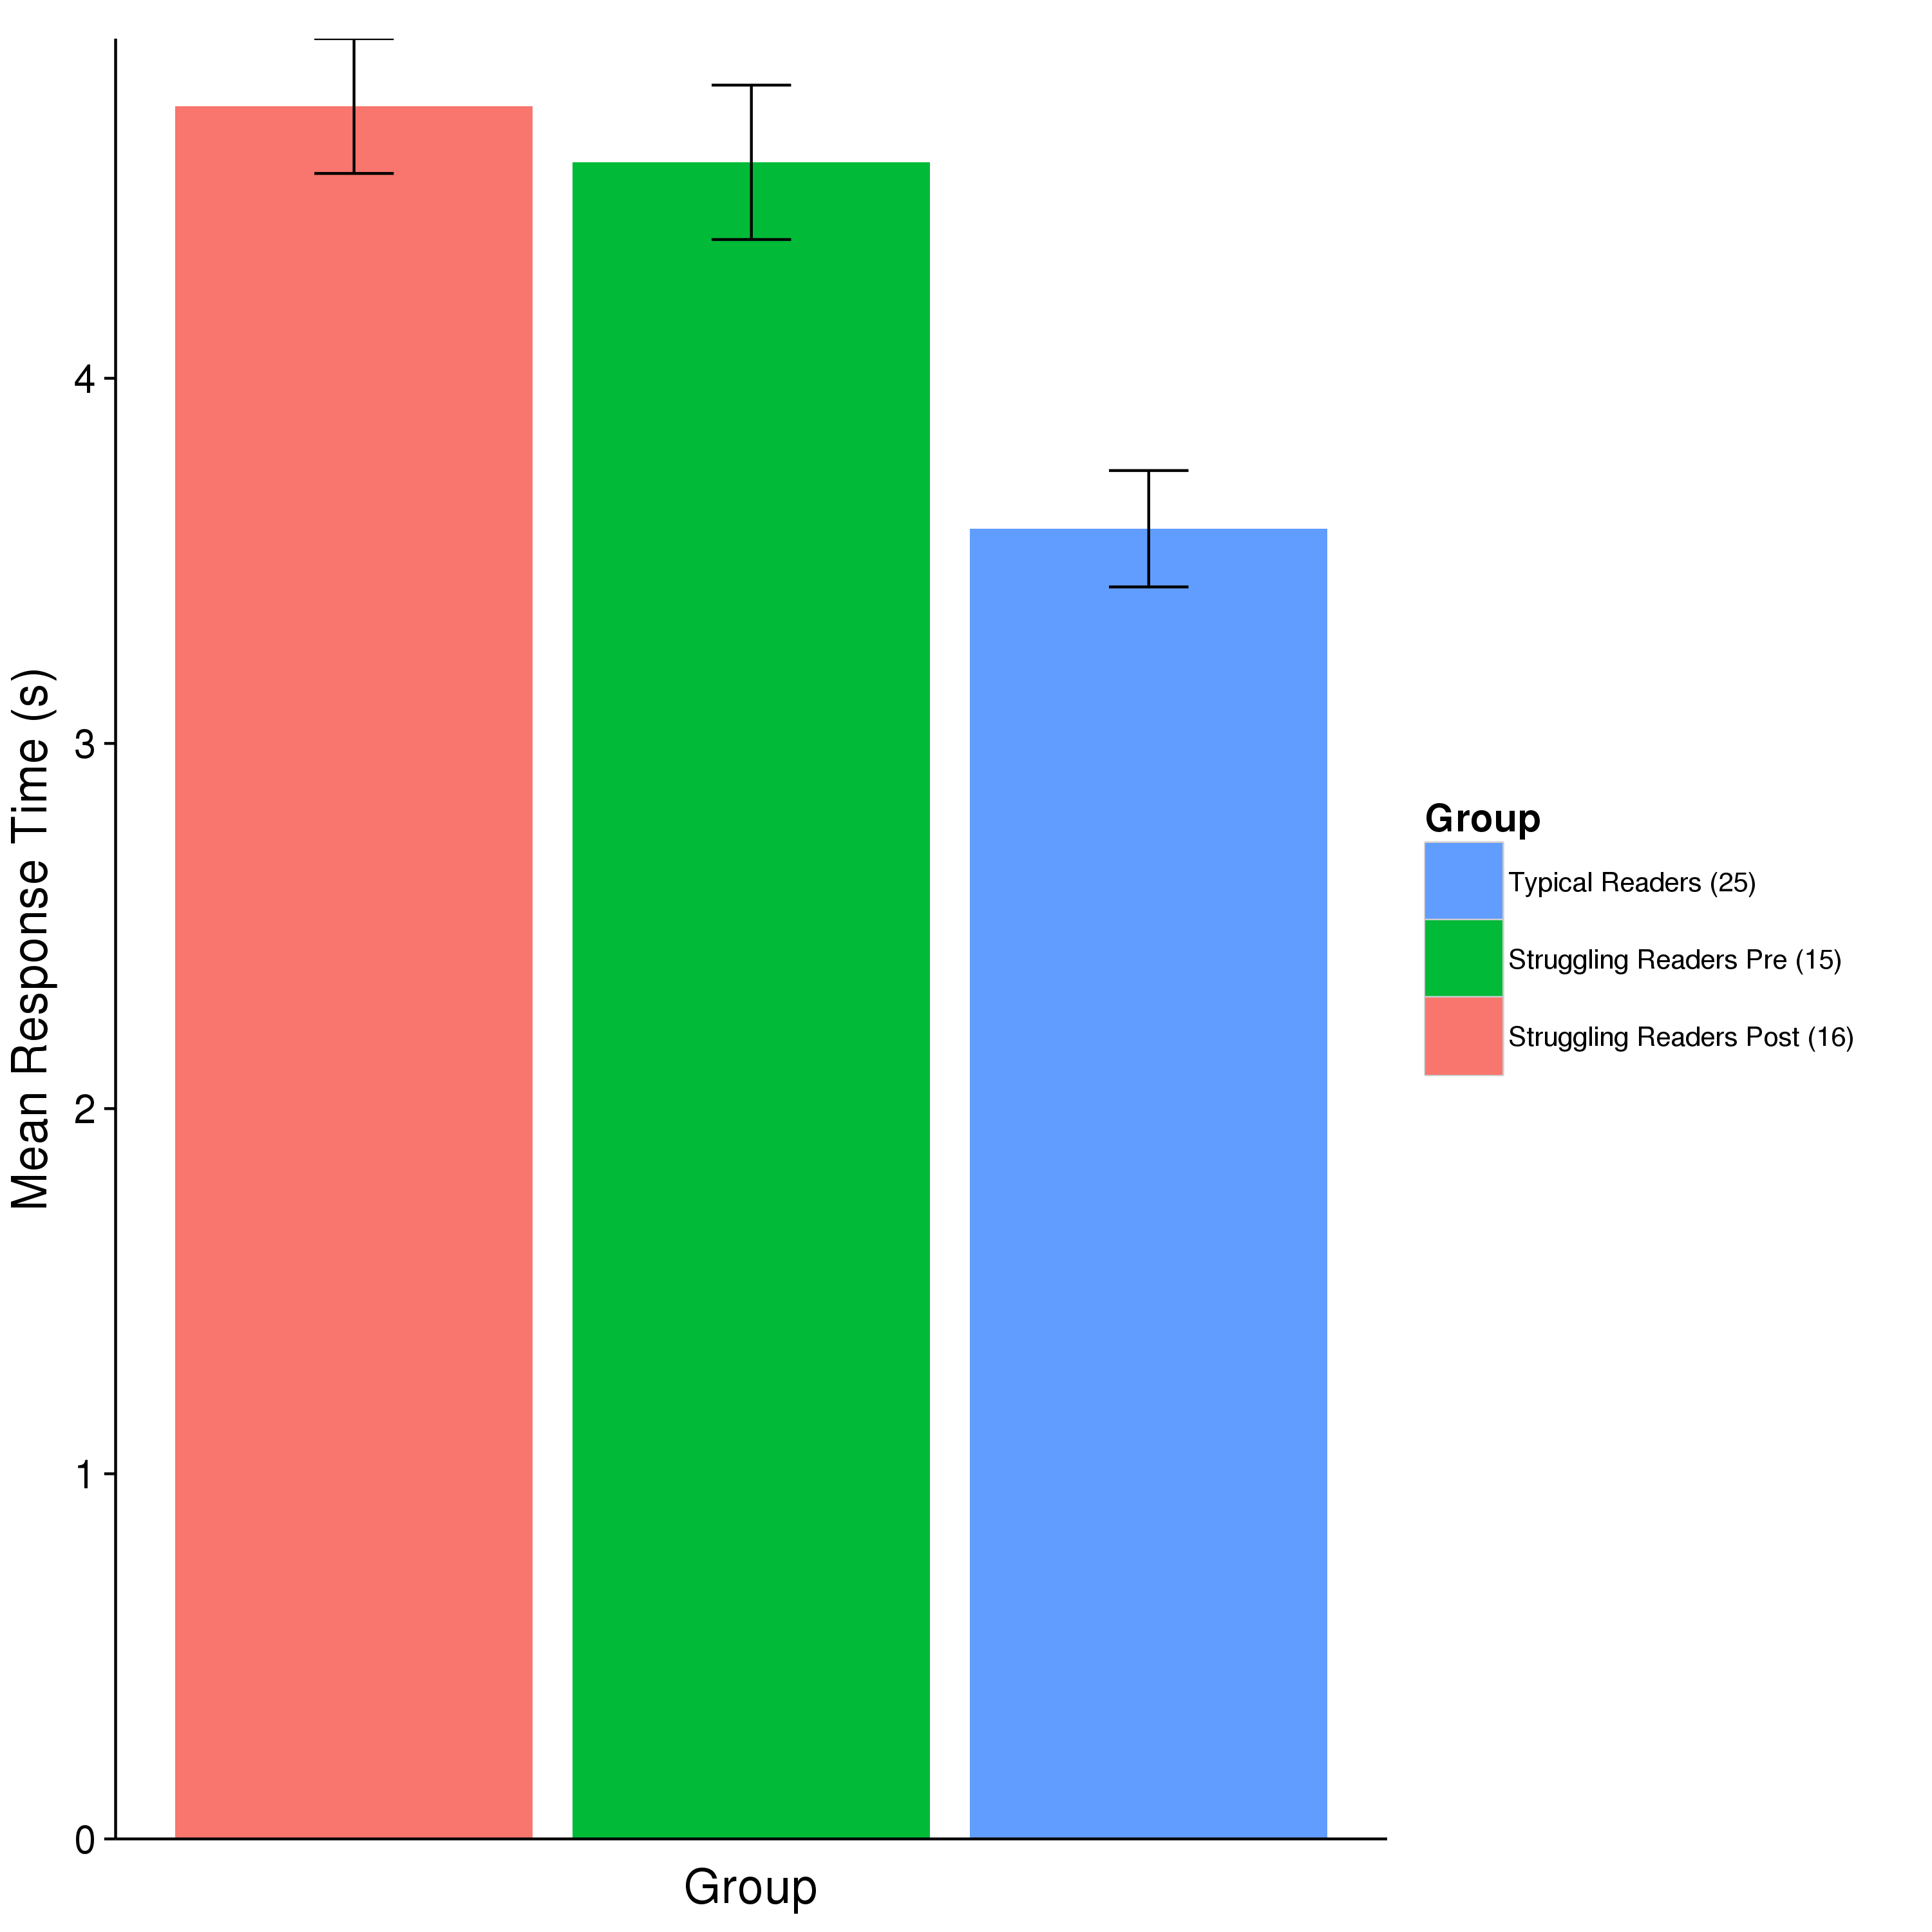 Mean Response Time (s)
4
3
2
1
0
Group
Group
Typical Readers (25)
Struggling Readers Pre (15)
Struggling Readers Post (16)